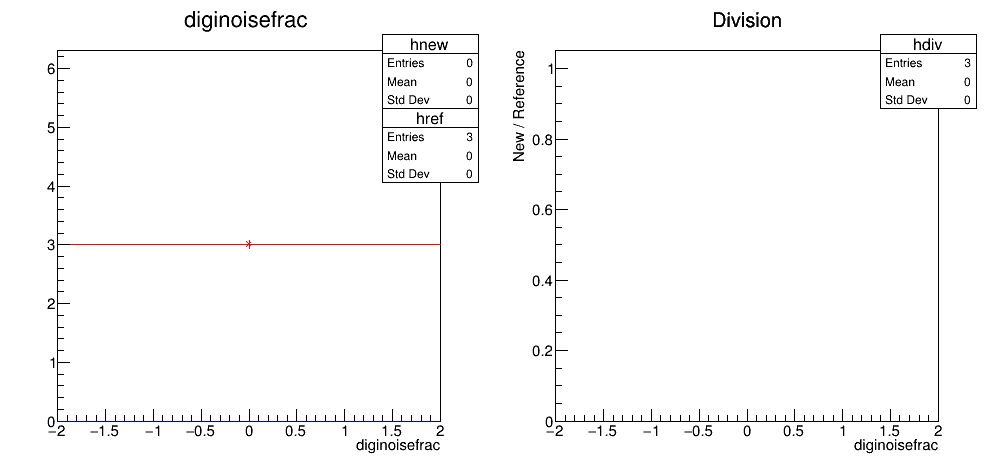 diginoisefrac
hnew
Entries 0
Mean 0
Std Dev 0
href
Entries 3
Mean 0
Std Dev 0
6
5
4
3
2
1
0
−2 −1.5 −1 −0.5 0 0.5 1 1.5 2
diginoisefrac
Division
hdiv
Entries 3
Mean 0
Std Dev 0
New / Reference
1
0.8
0.6
0.4
0.2
0
−2 −1.5 −1 −0.5 0 0.5 1 1.5 2
diginoisefrac